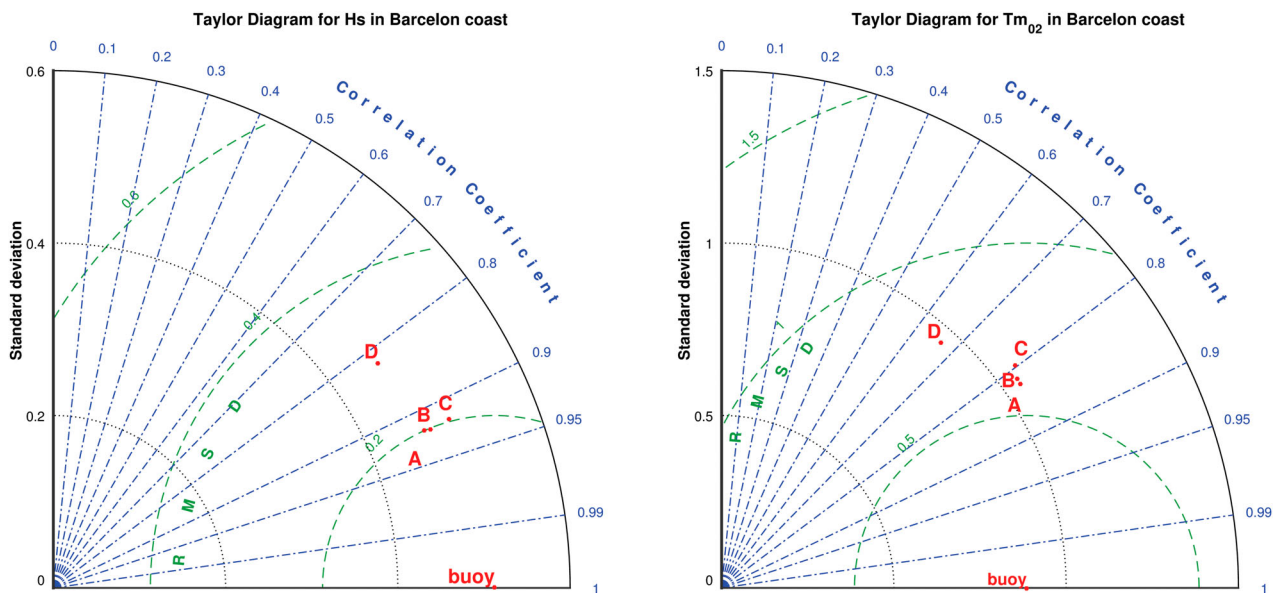 Taylor Diagram for Hs in Barcelon coast
0
0.1
0.2
0.3
0.4
0.5
0.6
0.7
0.8
0.9
0.95
0.99
1
Correlation Coefficient
Standard deviation
0.6
0.4
0.2
0
0.6
0.4
0.2
RMSD
D
C
B
A
buoy
Taylor Diagram for Tm02 in Barcelon coast
0
0.1
0.2
0.3
0.4
0.5
0.6
0.7
0.8
0.9
0.95
0.99
1
Correlation Coefficient
Standard deviation
1.5
1
0.5
0
1.5
1
0.5
RMSD
D
C
B
A
buoy